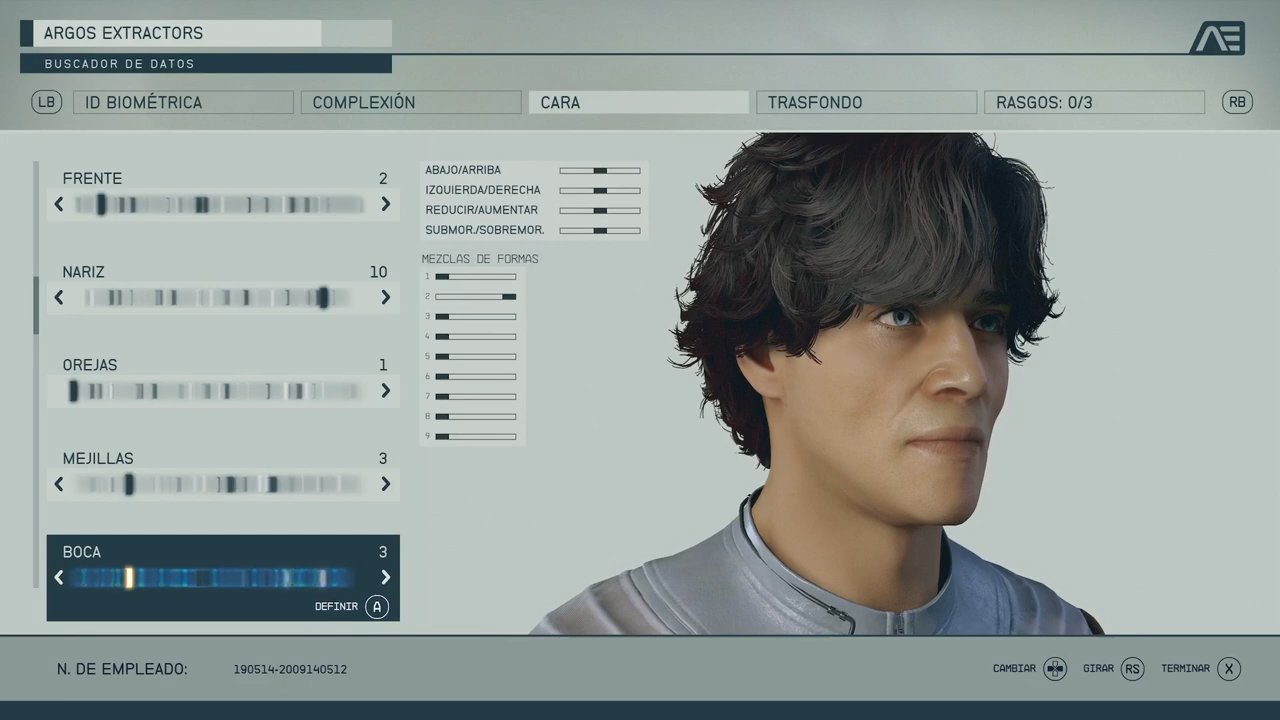 ARGOS EXTRACTORS
BUSCADOR DE DATOS
LB ID BIOMÉTRICA COMPLEXIÓN CARA TRASFONDO RASGOS: 0/3 RB
FRENTE 2
NARIZ 10
OREJAS 1
MEJILLAS 3
BOCA 3
DEFINIR A
ABAJO/ARRIBA
IZQUIERDA/DERECHA
REDUCIR/AUMENTAR
SUBMOR./SOBREMOR.
MEZCLAS DE FORMAS
1
2
3
4
5
6
7
8
9
N. DE EMPLEADO: 190514-2009140512
CAMBIAR GIRAR RS TERMINAR X
AE